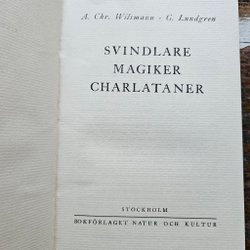 A. Chr. Wilsmann · G. Lundgren
SVINDLARE
MAGIKER
CHARLATANER
STOCKHOLM
BOKFÖRLAGET NATUR OCH KULTUR